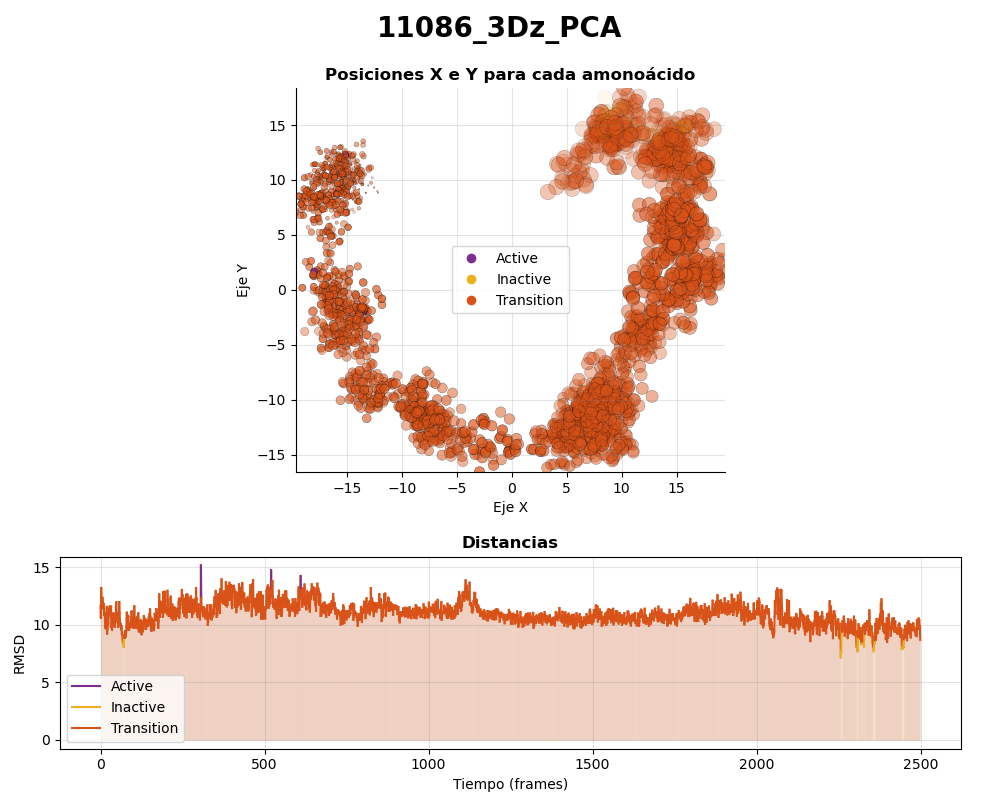 11086_3Dz_PCA
Posiciones X e Y para cada amonoácido
15
10
5
0
−5
−10
−15
Eje Y
Active
Inactive
Transition
−15
−10
−5
0
5
10
15
Eje X
Distancias
15
10
5
0
RMSD
Active
Inactive
Transition
0
500
1000
1500
2000
2500
Tiempo (frames)